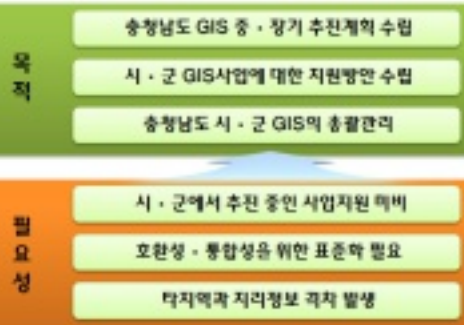 목적
충청남도 GIS 중 · 장기 추진계획 수립
시 · 군 GIS사업에 대한 지원방안 수립
충청남도 시 · 군 GIS의 총괄관리
필요성
시 · 군에서 추진 중인 사업지원 미비
호환성 · 통합성을 위한 표준화 필요
타지역과 지리정보 격차 발생